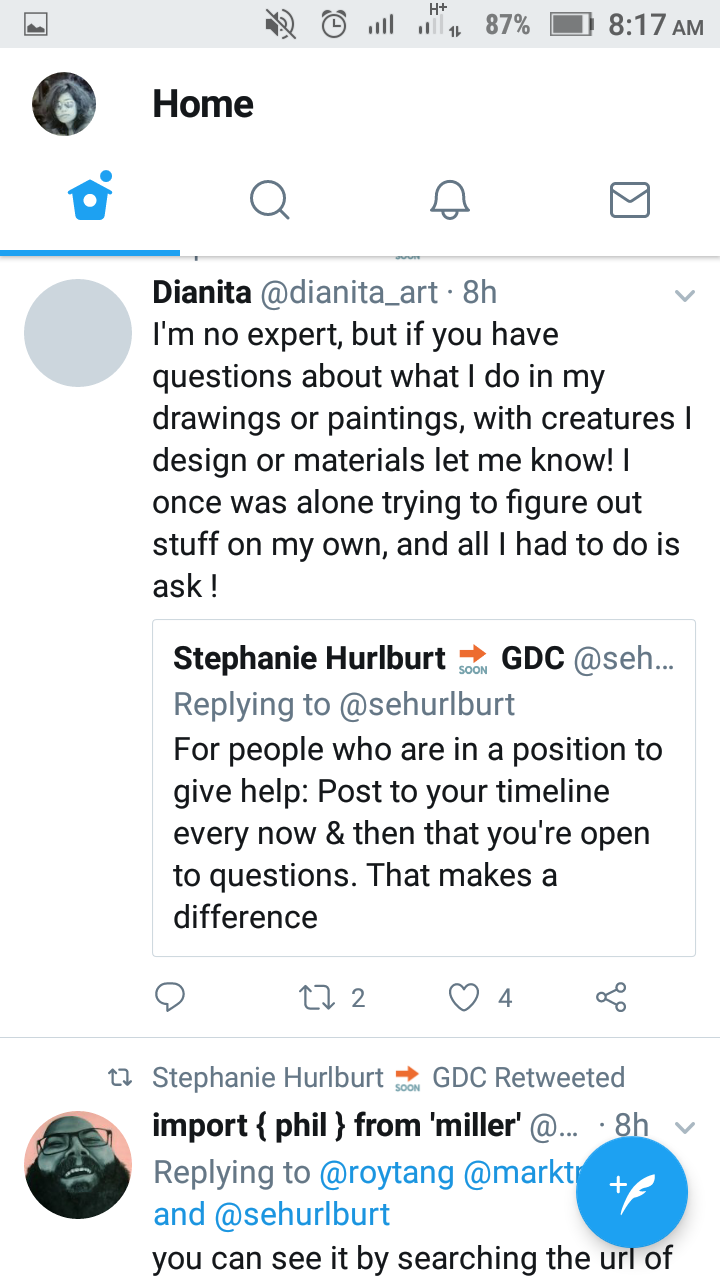 H+
87% 8:17 AM
Home
Dianita @dianita_art · 8h
I'm no expert, but if you have
questions about what I do in my
drawings or paintings, with creatures I
design or materials let me know! I
once was alone trying to figure out
stuff on my own, and all I had to do is
ask !
Stephanie Hurlburt SOON GDC @seh...
Replying to @sehurlburt
For people who are in a position to
give help: Post to your timeline
every now & then that you're open
to questions. That makes a
difference
2 4
Stephanie Hurlburt SOON GDC Retweeted
import { phil } from 'miller' @... · 8h
Replying to @roytang
and @sehurlburt
you can see it by searching the url of